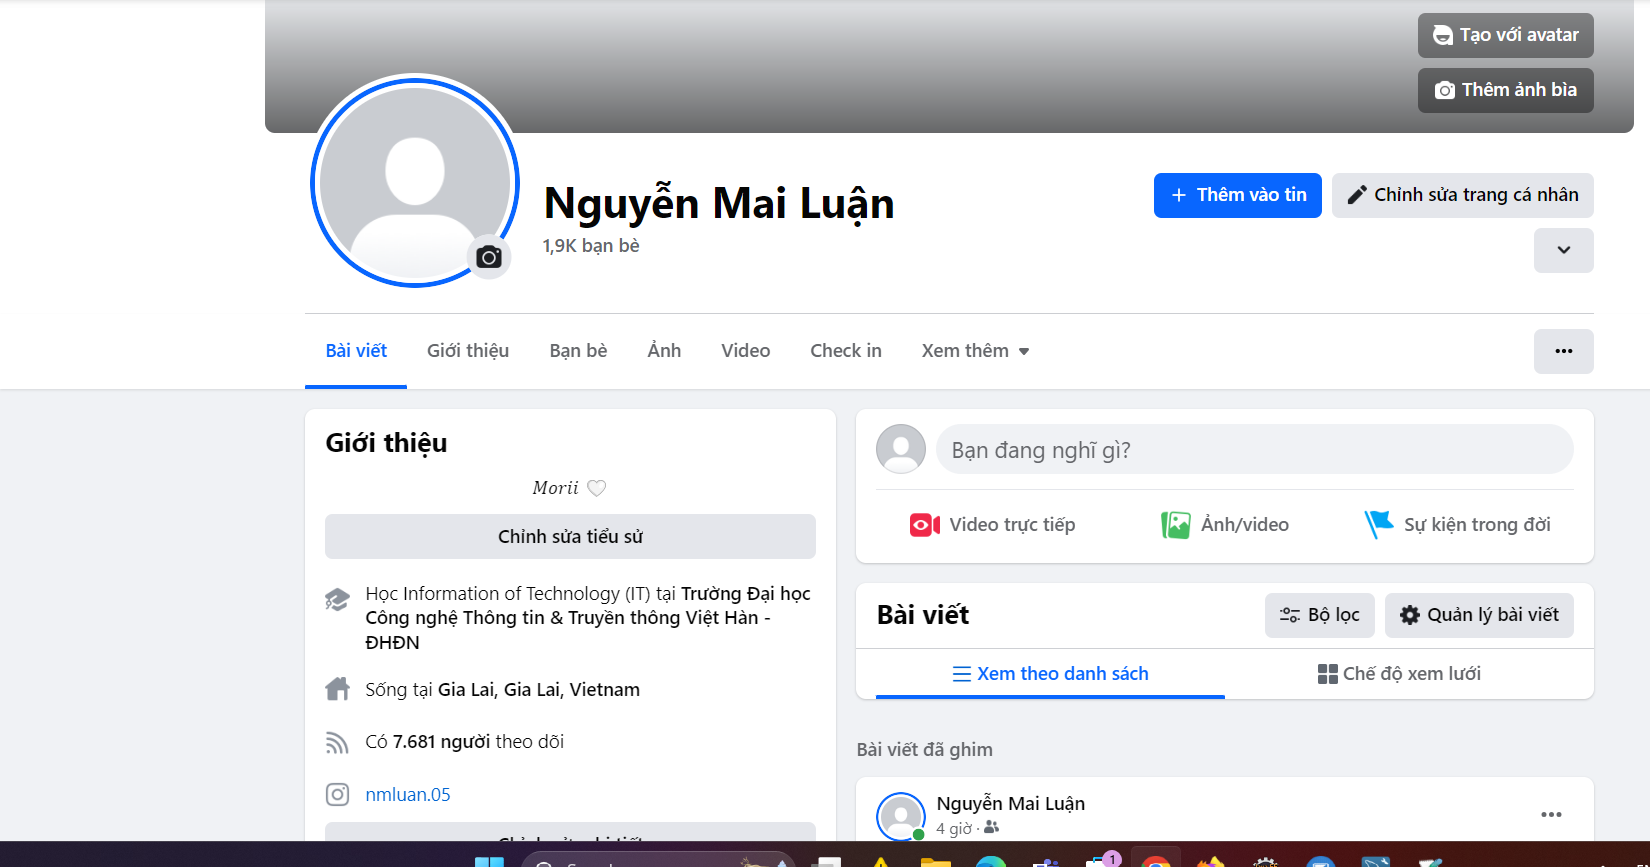 Tạo với avatar
Thêm ảnh bìa
Nguyễn Mai Luận
1,9K bạn bè
Thêm vào tin
Chỉnh sửa trang cá nhân
Bài viết
Giới thiệu
Bạn bè
Ảnh
Video
Check in
Xem thêm
Giới thiệu
Morii
Chỉnh sửa tiểu sử
Học Information of Technology (IT) tại Trường Đại học
Công nghệ Thông tin & Truyền thông Việt Hàn -
ĐHĐN
Sống tại Gia Lai, Gia Lai, Vietnam
Có 7.681 người theo dõi
nmluan.05
Bạn đang nghĩ gì?
Video trực tiếp
Ảnh/video
Sự kiện trong đời
Bài viết
Bộ lọc
Quản lý bài viết
Xem theo danh sách
Chế độ xem lưới
Bài viết đã ghim
Nguyễn Mai Luận
4 giờ ·
1